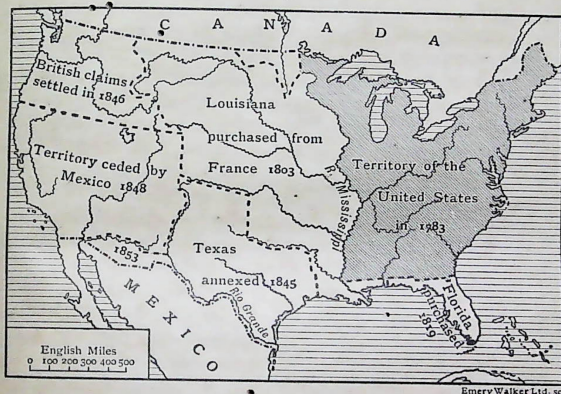 CANADA
British claims
settled in 1846
Louisiana
purchased from
France 1803
Territory ceded by
Mexico 1848
R. Mississippi
Territory of the
United States
in 1783
1853
Texas
annexed 1845
Rio Grande
MEXICO
Florida
purchased
1819
English Miles
0 100 200 300 400 500
Emery Walker Ltd. sc